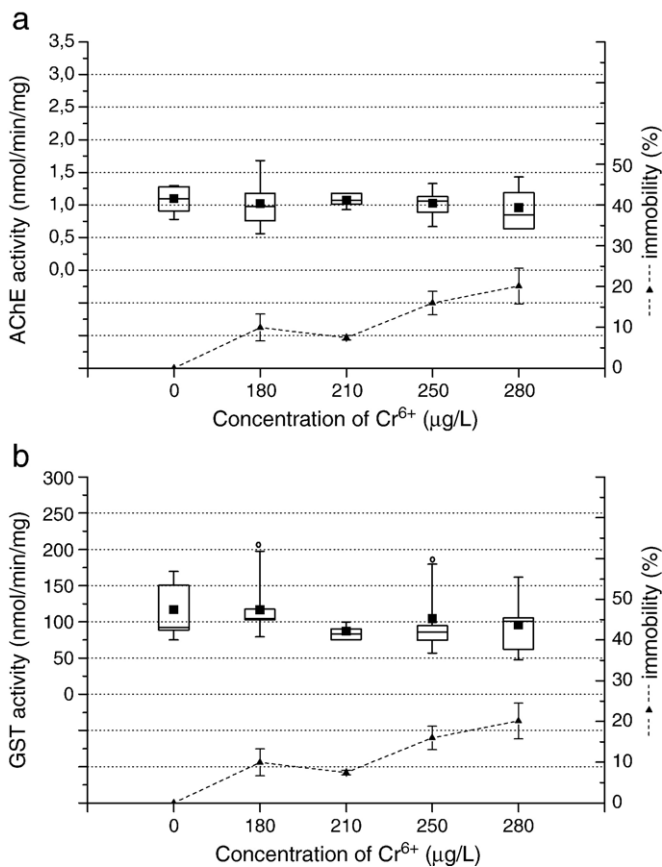 a
AChE activity (nmol/min/mg)
3,5
3,0
2,5
2,0
1,5
1,0
0,5
0,0
50
40
30
20
10
0
immobility (%)
0 180 210 250 280
Concentration of Cr⁶⁺ (μg/L)
b
GST activity (nmol/min/mg)
300
250
200
150
100
50
0
50
40
30
20
10
0
immobility (%)
0 180 210 250 280
Concentration of Cr⁶⁺ (μg/L)